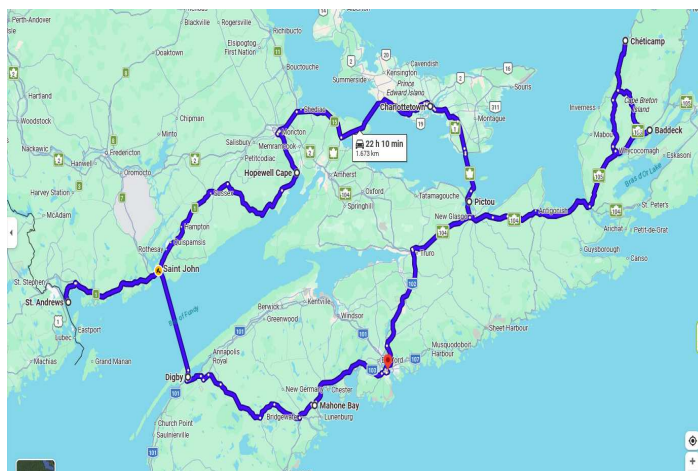 Perth-Andover
Blackville
Rogersville
Richibucto
Chéticamp
Doaktown
Elsipogtog
First Nation
Cavendish
Bouctouche
Kensington
Souris
Summerside
Prince
Edward Island
Hartland
Inverness
Cape Breton
Island
Woodstock
Chipman
Shediac
Charlottetown
Montague
Mabou
Baddeck
Minto
Moncton
Nackawic
Salisbury
Memramcook
22 h 10 min
1.673 km
Whycocomagh
Hanwell
Fredericton
Petitcodiac
Eskasoni
Oromocto
Hopewell Cape
Amherst
Bras d'Or Lake
Harvey Station
Sussex
Oxford
Tatamagouche
Pictou
St. Peter's
Springhill
McAdam
Hampton
New Glasgow
Antigonish
Arichat
Petit-de-Grat
Rothesay
Quispamsis
Guysborough
Canso
St. Stephen
Saint John
Truro
St. Andrews
Bay of Fundy
Berwick
Kentville
Eastport
Greenwood
Windsor
Sheet Harbour
Lubec
Machias
Grand Manan
Annapolis
Royal
Musquodoboit
Harbour
Bedford
Digby
New Germany
Chester
Mahone Bay
Church Point
Saulnierville
Bridgewater
Lunenburg